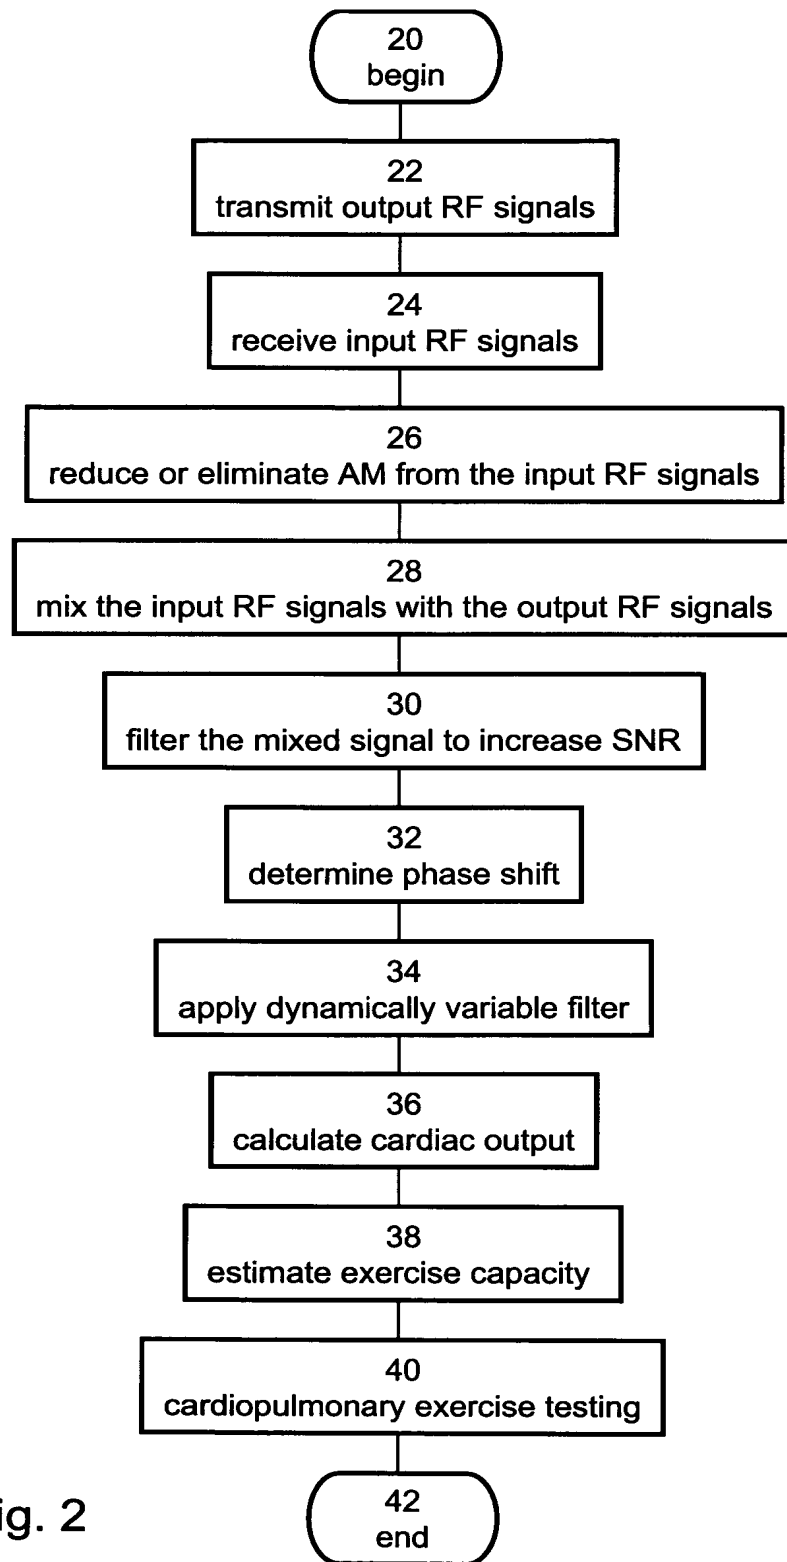 20
begin
22
transmit output RF signals
24
receive input RF signals
26
reduce or eliminate AM from the input RF signals
28
mix the input RF signals with the output RF signals
30
filter the mixed signal to increase SNR
32
determine phase shift
34
apply dynamically variable filter
36
calculate cardiac output
38
estimate exercise capacity
40
cardiopulmonary exercise testing
42
end
ig. 2